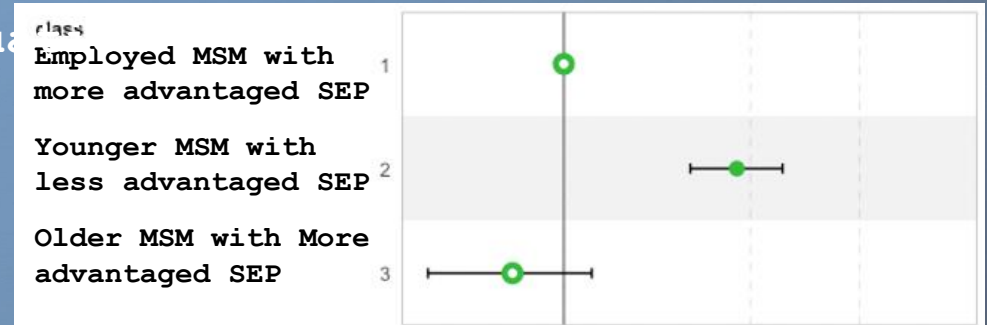 class
Employed MSM with
more advantaged SEP
1
Younger MSM with
less advantaged SEP
2
Older MSM with More
advantaged SEP
3